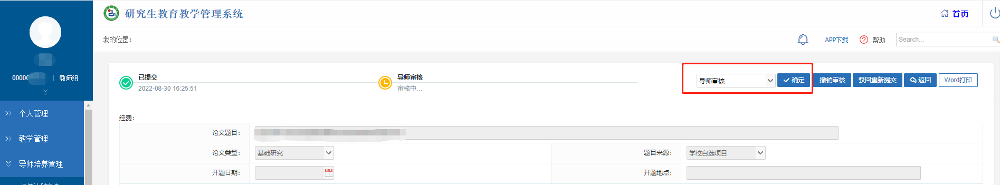 研究生教育教学管理系统
首页
我的位置：
APP下载
帮助
Search...
0000
| 教师组
已提交
2022-08-30 16:25:51
导师审核
审核中...
导师审核
确定
撤销审核
驳回重新提交
返回
Word打印
个人管理
教学管理
导师培养管理
经费：
论文题目：
论文类型： 基础研究
题目来源： 学校自选项目
开题日期：
开题地点：